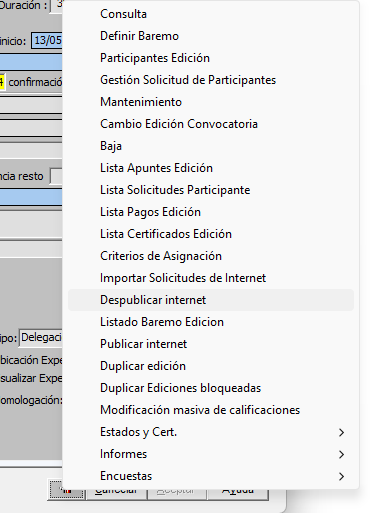 Duración :
Consulta
Definir Baremo
inicio: 13/05
Participantes Edición
confirmació
Gestión Solicitud de Participantes
Mantenimiento
Cambio Edición Convocatoria
Baja
Lista Apuntes Edición
ncia resto
Lista Solicitudes Participante
Lista Pagos Edición
Lista Certificados Edición
Criterios de Asignación
Importar Solicitudes de Internet
Despublicar internet
Listado Baremo Edicion
ipo: Delegaci
Publicar internet
bicación Expe
Duplicar edición
sualizar Expe
Duplicar Ediciones bloqueadas
omologación:
Modificación masiva de calificaciones
Estados y Cert.
Informes
Encuestas
Cancelar Aceptar Ayuda